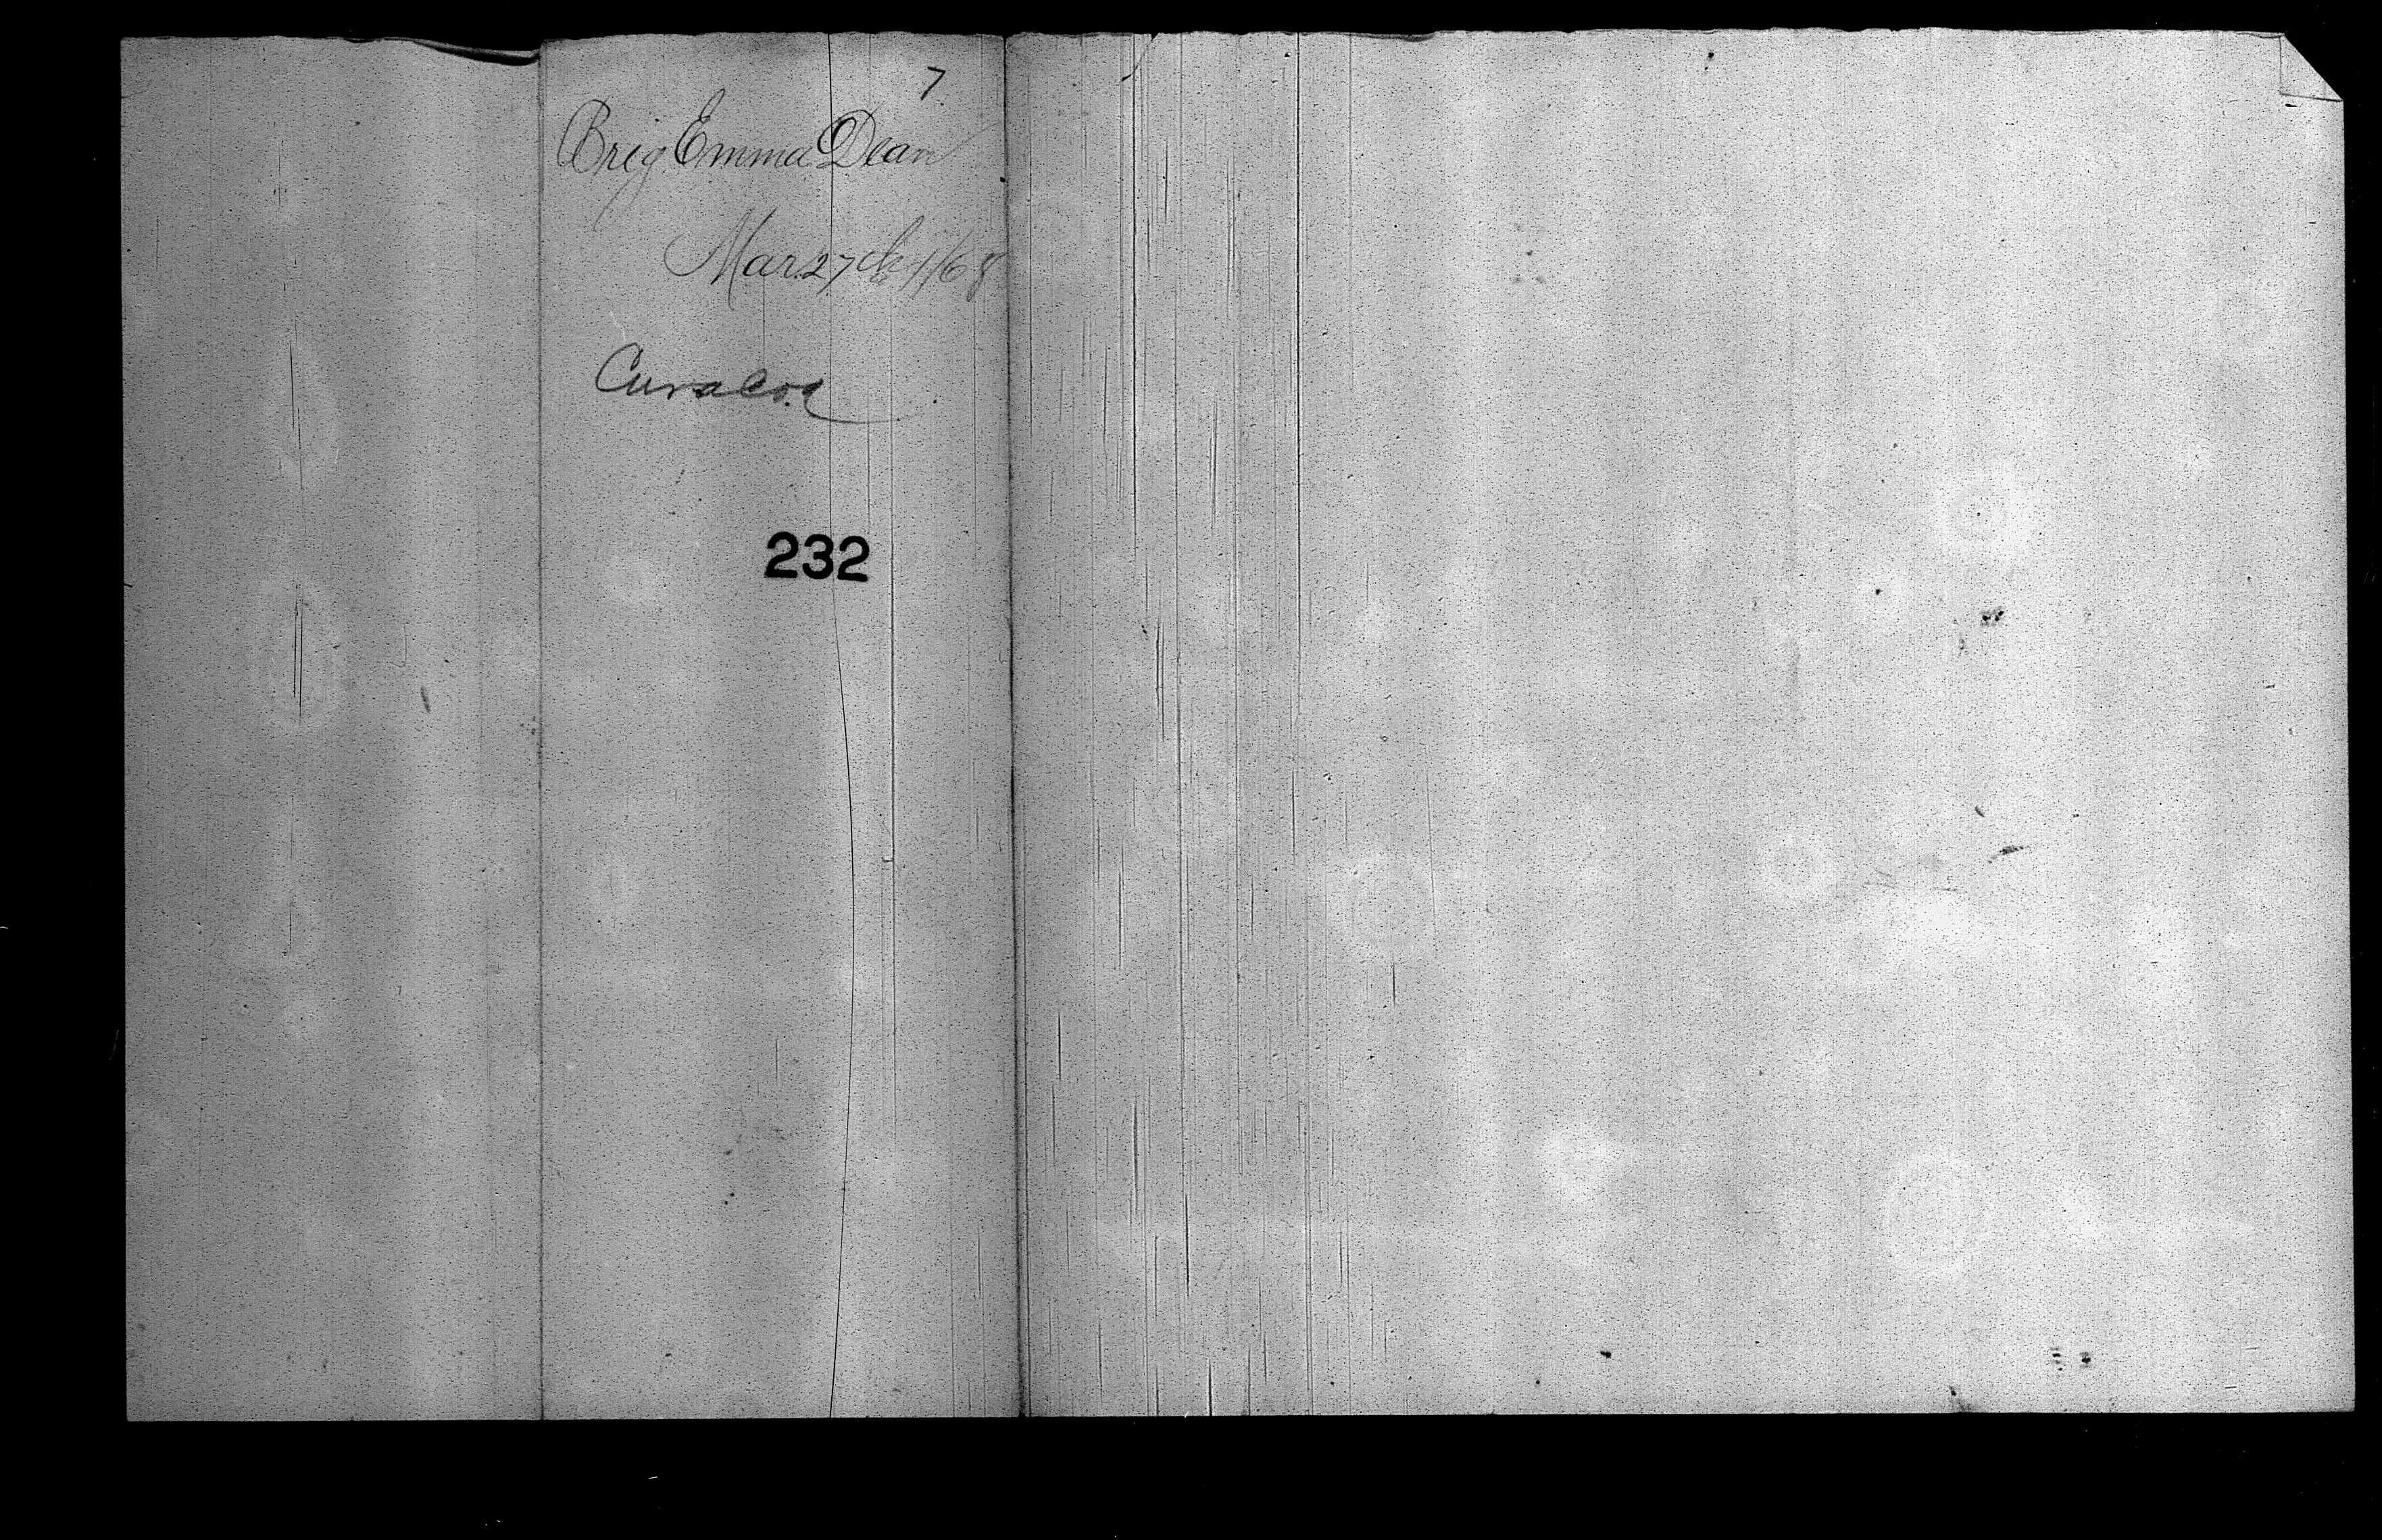 7
Brig Emma Dean
Mar 27th /68
Curacoa
232